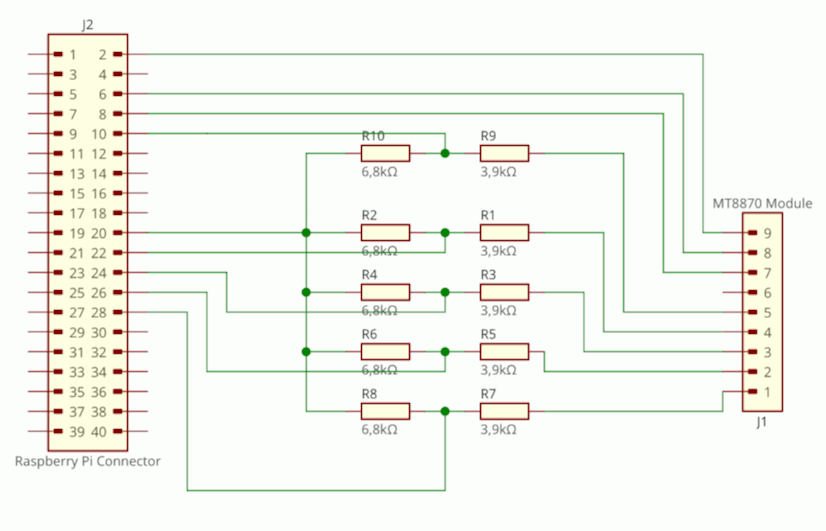 J2
1 2
3 4
5 6
7 8
9 10
11 12
13 14
15 16
17 18
19 20
21 22
23 24
25 26
27 28
29 30
31 32
33 34
35 36
37 38
39 40
Raspberry Pi Connector
R10 R9
6,8kΩ 3,9kΩ
R2 R1
6,8kΩ 3,9kΩ
R4 R3
6,8kΩ 3,9kΩ
R6 R5
6,8kΩ 3,9kΩ
R8 R7
6,8kΩ 3,9kΩ
MT8870 Module
9
8
7
6
5
4
3
2
1
J1